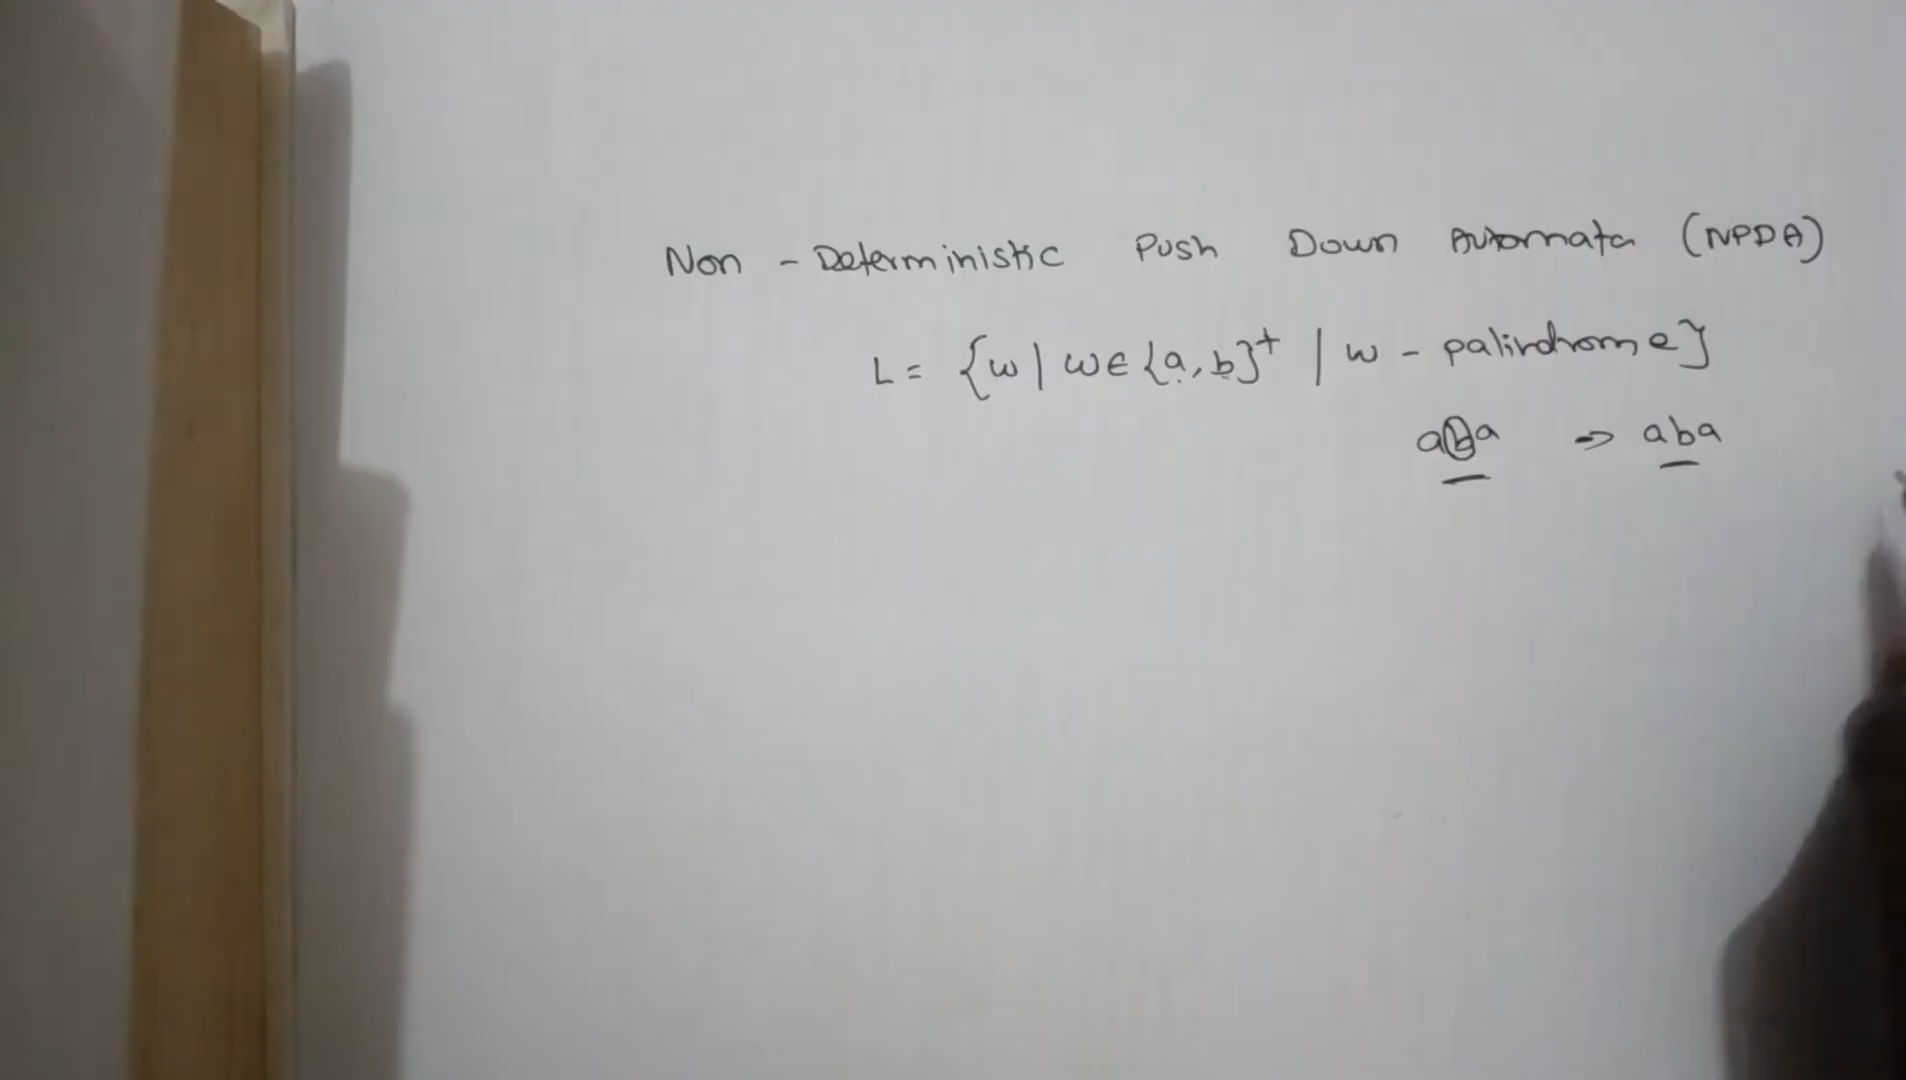 Non - Deterministic Push Down Automata (NPDA)
L = {w | w ∈ {a, b}⁺ | w - palindrome}
aba ⇒ aba